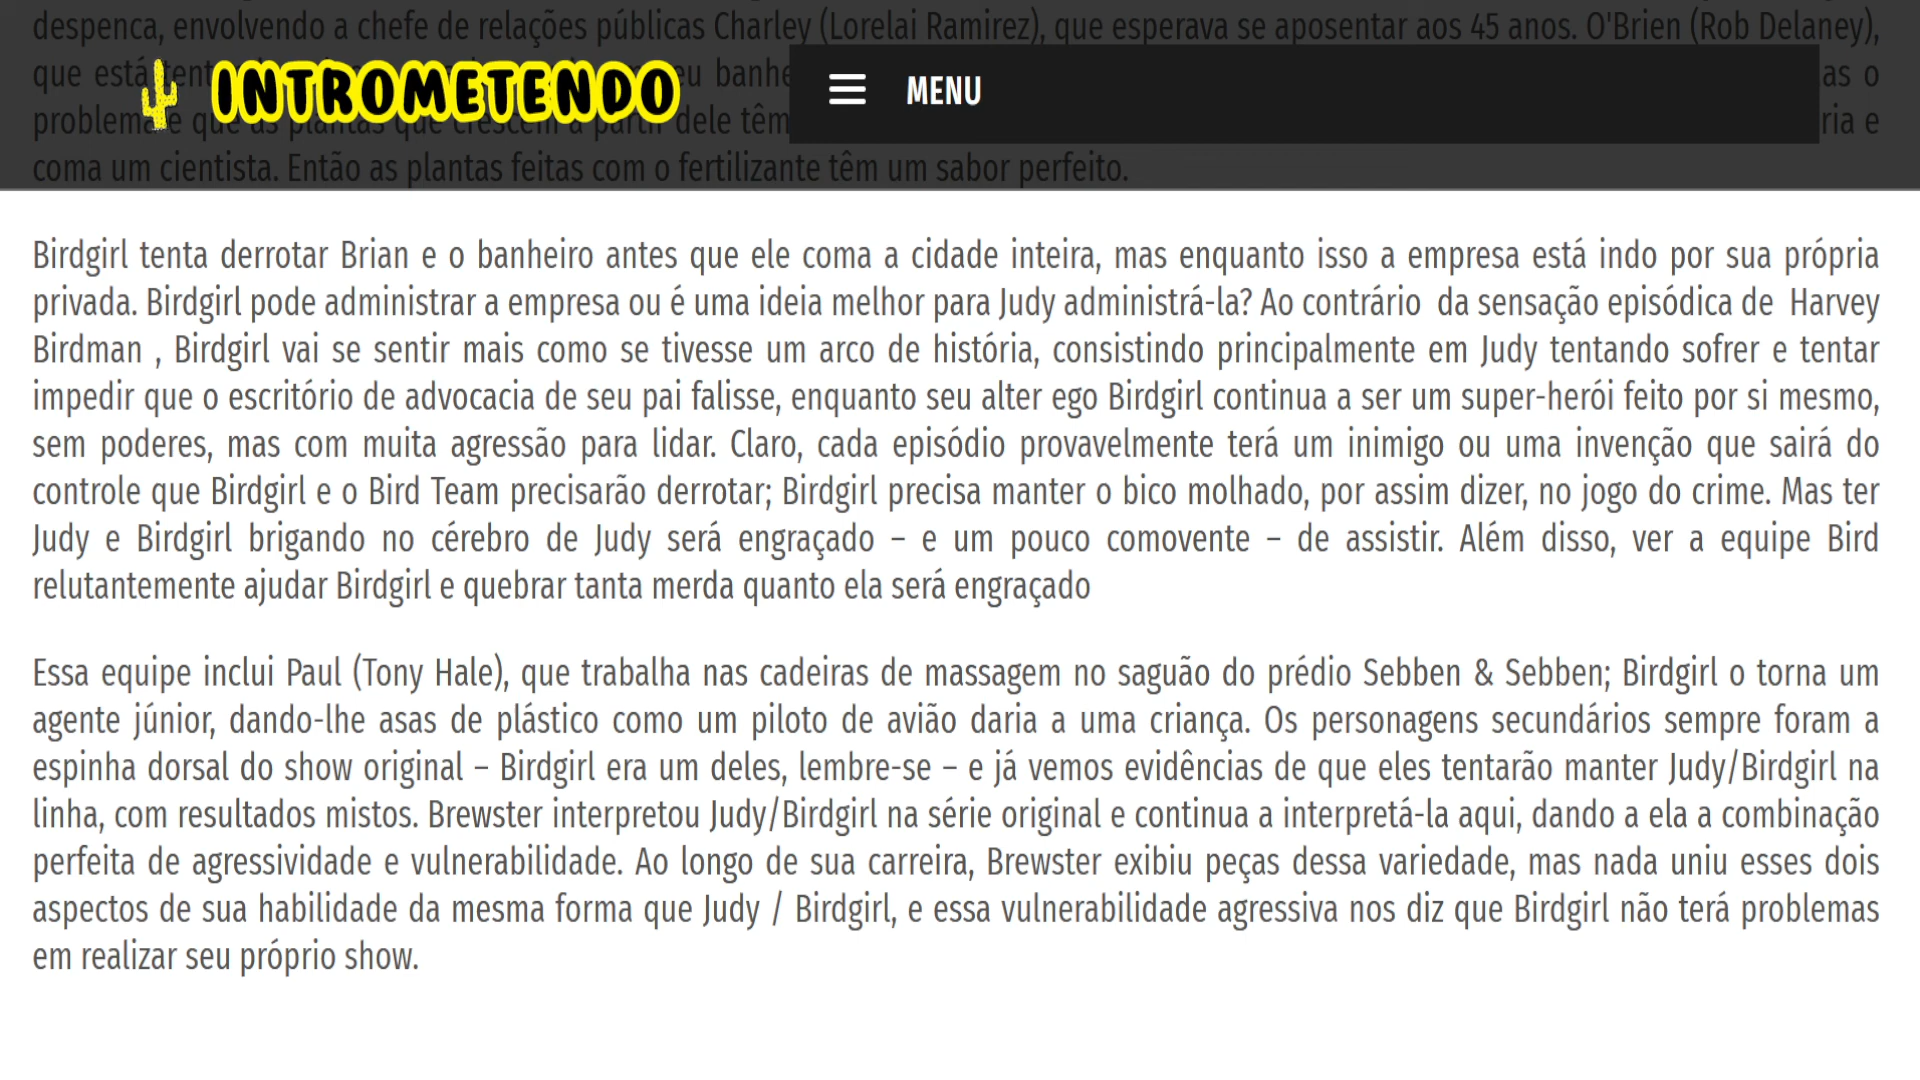 despenca, envolvendo a chefe de relações públicas Charley (Lorelai Ramirez), que esperava se aposentar aos 45 anos. O'Brien (Rob Delaney),
que está
INTROMETENDO
MENU
as o
problema é que as plantas que crescem a partir dele têm
coma um cientista. Então as plantas feitas com o fertilizante têm um sabor perfeito.
Birdgirl tenta derrotar Brian e o banheiro antes que ele coma a cidade inteira, mas enquanto isso a empresa está indo por sua própria
privada. Birdgirl pode administrar a empresa ou é uma ideia melhor para Judy administrá-la? Ao contrário da sensação episódica de Harvey
Birdman , Birdgirl vai se sentir mais como se tivesse um arco de história, consistindo principalmente em Judy tentando sofrer e tentar
impedir que o escritório de advocacia de seu pai falisse, enquanto seu alter ego Birdgirl continua a ser um super-herói feito por si mesmo,
sem poderes, mas com muita agressão para lidar. Claro, cada episódio provavelmente terá um inimigo ou uma invenção que sairá do
controle que Birdgirl e o Bird Team precisarão derrotar; Birdgirl precisa manter o bico molhado, por assim dizer, no jogo do crime. Mas ter
Judy e Birdgirl brigando no cérebro de Judy será engraçado – e um pouco comovente – de assistir. Além disso, ver a equipe Bird
relutantemente ajudar Birdgirl e quebrar tanta merda quanto ela será engraçado
Essa equipe inclui Paul (Tony Hale), que trabalha nas cadeiras de massagem no saguão do prédio Sebben & Sebben; Birdgirl o torna um
agente júnior, dando-lhe asas de plástico como um piloto de avião daria a uma criança. Os personagens secundários sempre foram a
espinha dorsal do show original – Birdgirl era um deles, lembre-se – e já vemos evidências de que eles tentarão manter Judy/Birdgirl na
linha, com resultados mistos. Brewster interpretou Judy/Birdgirl na série original e continua a interpretá-la aqui, dando a ela a combinação
perfeita de agressividade e vulnerabilidade. Ao longo de sua carreira, Brewster exibiu peças dessa variedade, mas nada uniu esses dois
aspectos de sua habilidade da mesma forma que Judy / Birdgirl, e essa vulnerabilidade agressiva nos diz que Birdgirl não terá problemas
em realizar seu próprio show.